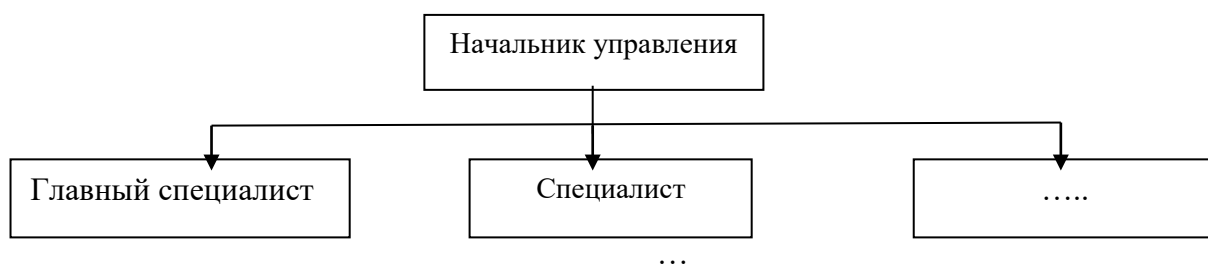 Начальник управления
Главный специалист
Специалист
…..
…